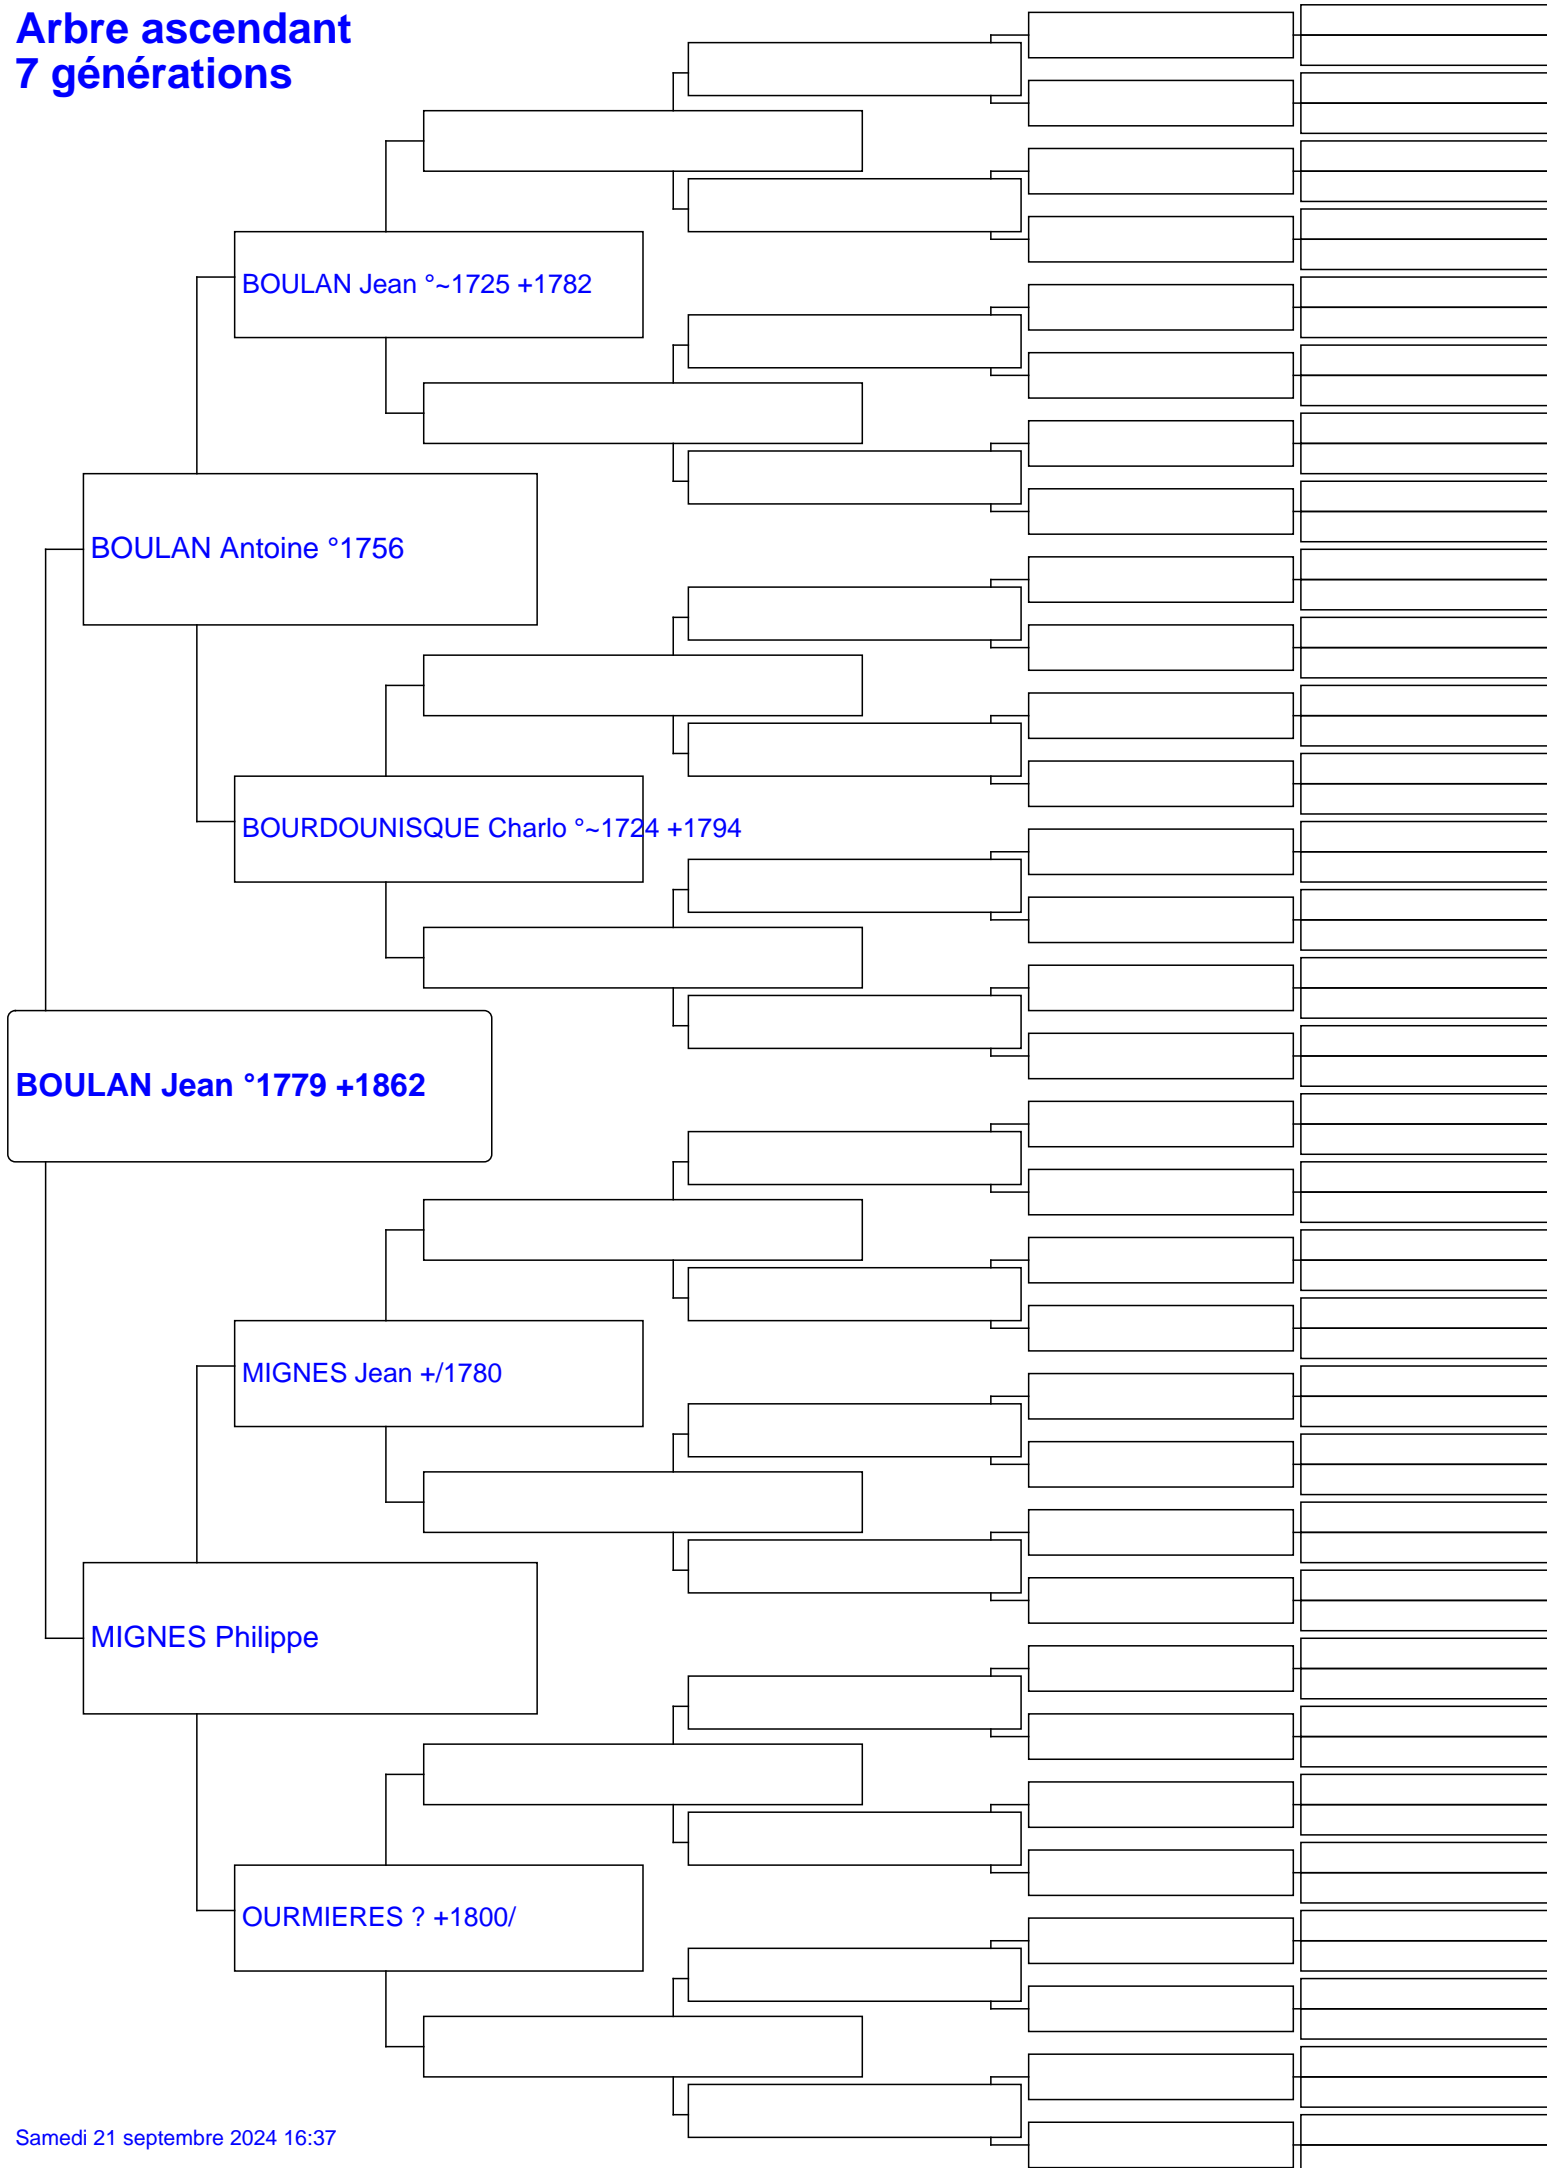 Arbre ascendant
7 générations
BOULAN Jean °~1725 +1782
BOULAN Antoine °1756
BOURDOUNISQUE Charlo °~1724 +1794
BOULAN Jean °1779 +1862
MIGNES Jean +/1780
MIGNES Philippe
OURMIERES ? +1800/
Samedi 21 septembre 2024 16:37